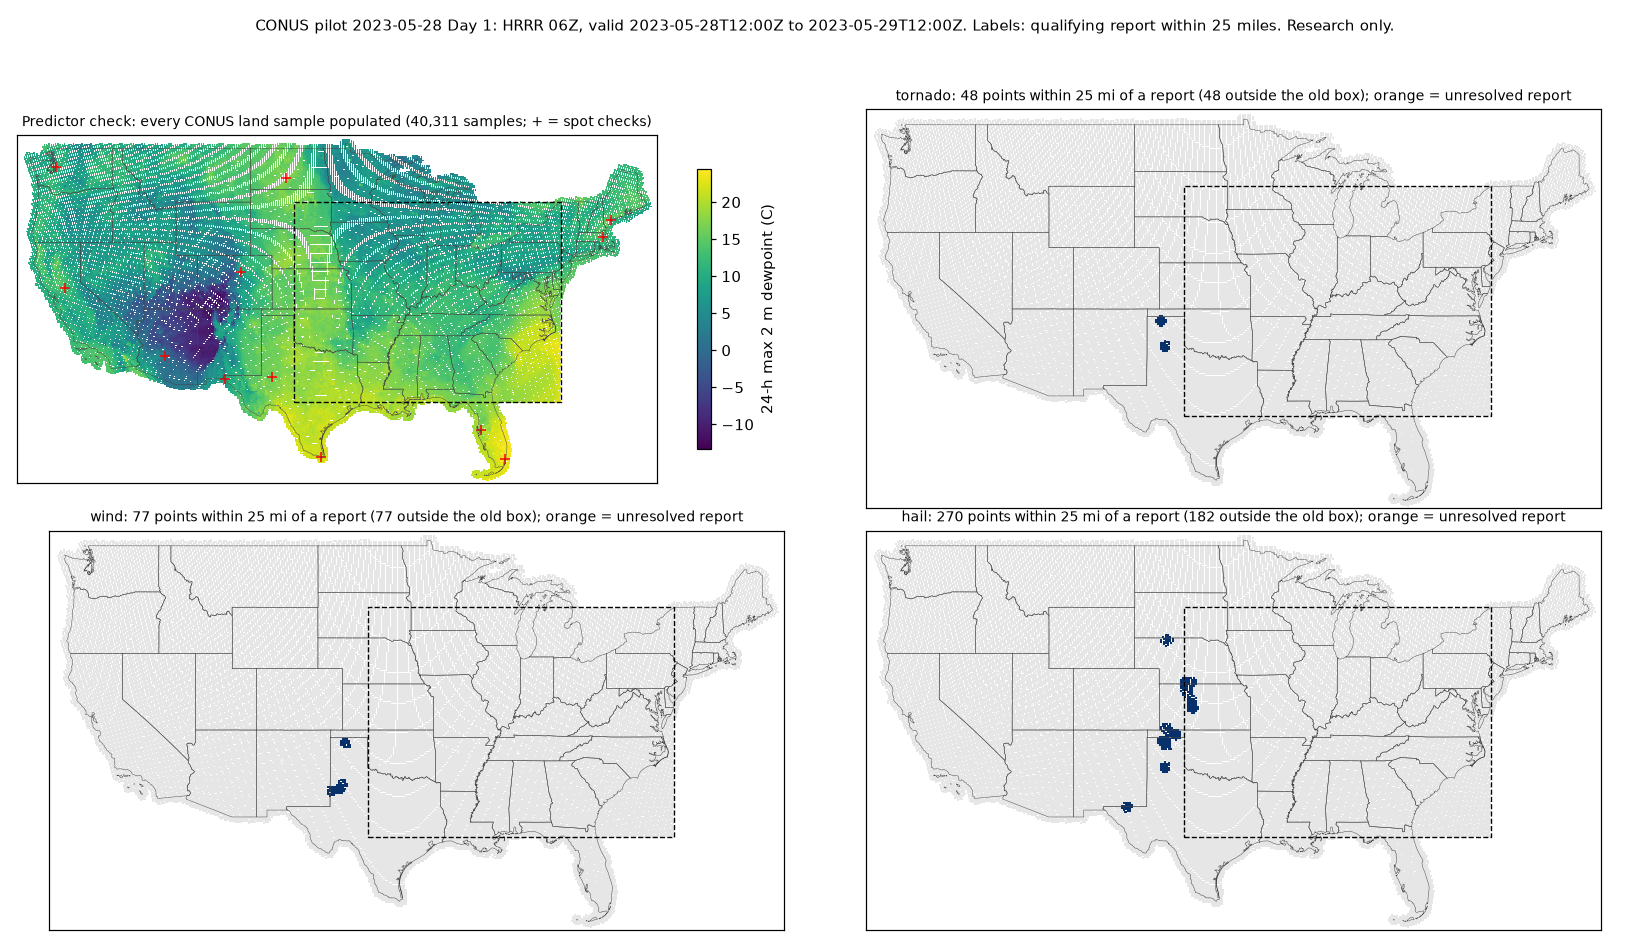 CONUS pilot 2023-05-28 Day 1: HRRR 06Z, valid 2023-05-28T12:00Z to 2023-05-29T12:00Z. Labels: qualifying report within 25 miles. Research only.
Predictor check: every CONUS land sample populated (40,311 samples; + = spot checks)
20
15
10
5
0
−5
−10
24-h max 2 m dewpoint (C)
tornado: 48 points within 25 mi of a report (48 outside the old box); orange = unresolved report
wind: 77 points within 25 mi of a report (77 outside the old box); orange = unresolved report
hail: 270 points within 25 mi of a report (182 outside the old box); orange = unresolved report